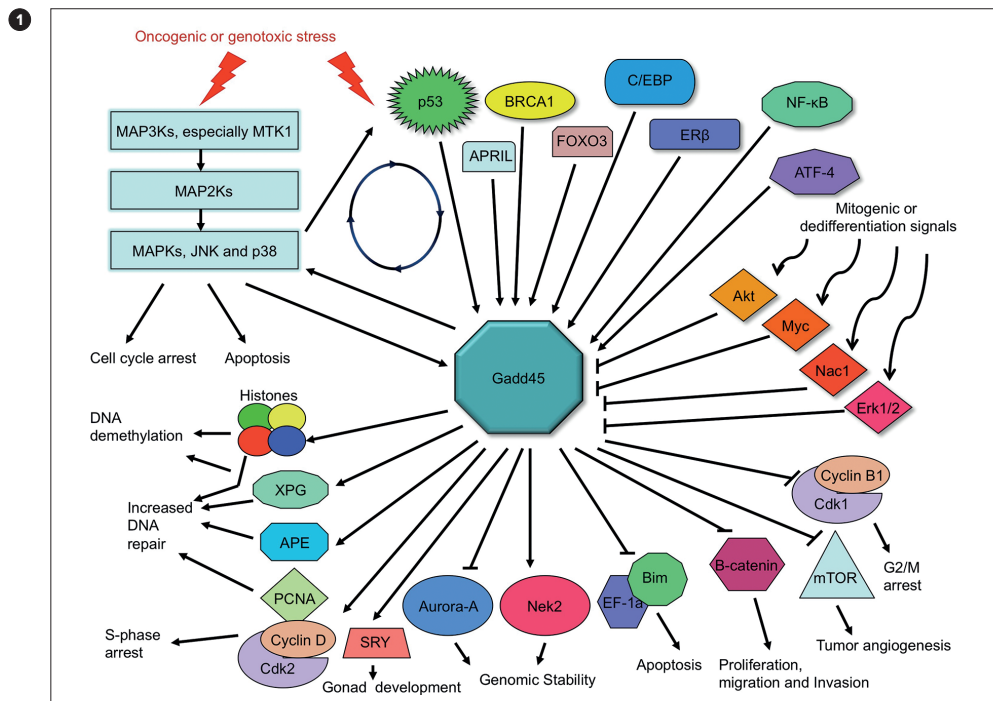 1
Oncogenic or genotoxic stress
MAP3Ks, especially MTK1
MAP2Ks
MAPKs, JNK and p38
Cell cycle arrest
Apoptosis
p53
BRCA1
APRIL
FOXO3
C/EBP
ERβ
NF-κB
ATF-4
Mitogenic or
dedifferentiation signals
Akt
Myc
Nac1
Erk1/2
Gadd45
Histones
DNA
demethylation
XPG
Increased
DNA
repair
APE
PCNA
Cyclin D
Cdk2
S-phase
arrest
SRY
Gonad development
Aurora-A
Nek2
Genomic Stability
EF-1a
Bim
Apoptosis
B-catenin
Proliferation,
migration and Invasion
mTOR
Tumor angiogenesis
Cyclin B1
Cdk1
G2/M
arrest